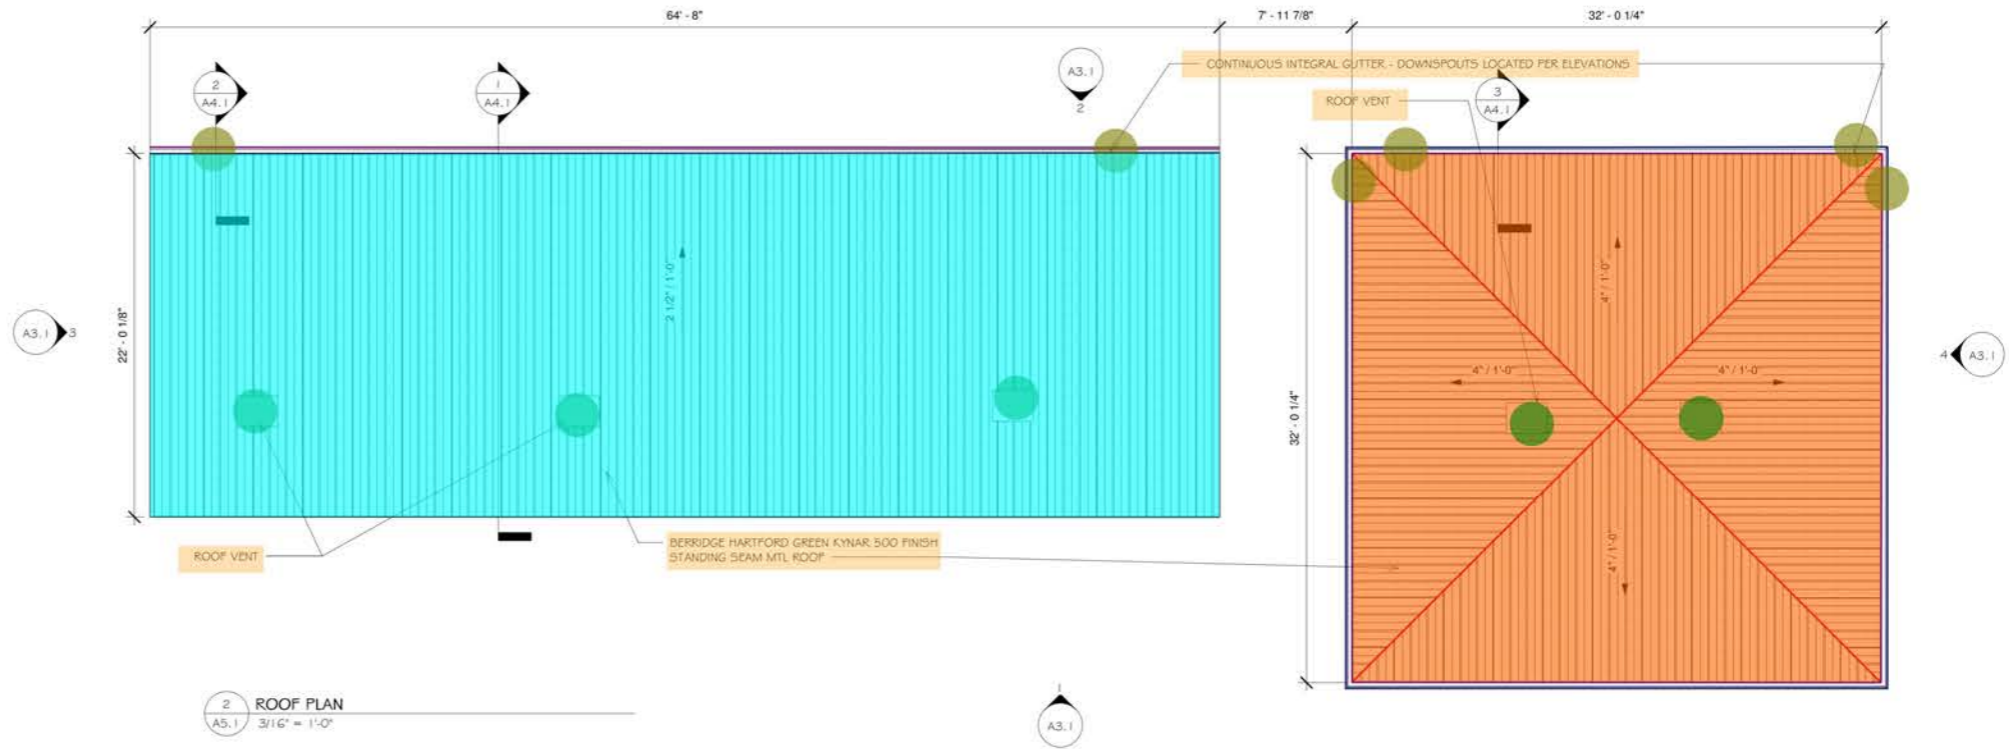 64' - 8"
7' - 11 7/8"
32' - 0 1/4"
CONTINUOUS INTEGRAL GUTTER - DOWNSPOUTS LOCATED PER ELEVATIONS
A3.1
2
2
A4.1
1
A4.1
ROOF VENT
3
A4.1
2 1/2" / 1'-0"
4" / 1'-0"
A3.1
3
22' - 0 1/8"
4
A3.1
4" / 1'-0"
4" / 1'-0"
32' - 0 1/4"
4" / 1'-0"
ROOF VENT
BERRIDGE HARTFORD GREEN KYNAR 500 FINISH
STANDING SEAM MTL ROOF
2
A5.1
ROOF PLAN
3/16" = 1'-0"
1
A3.1